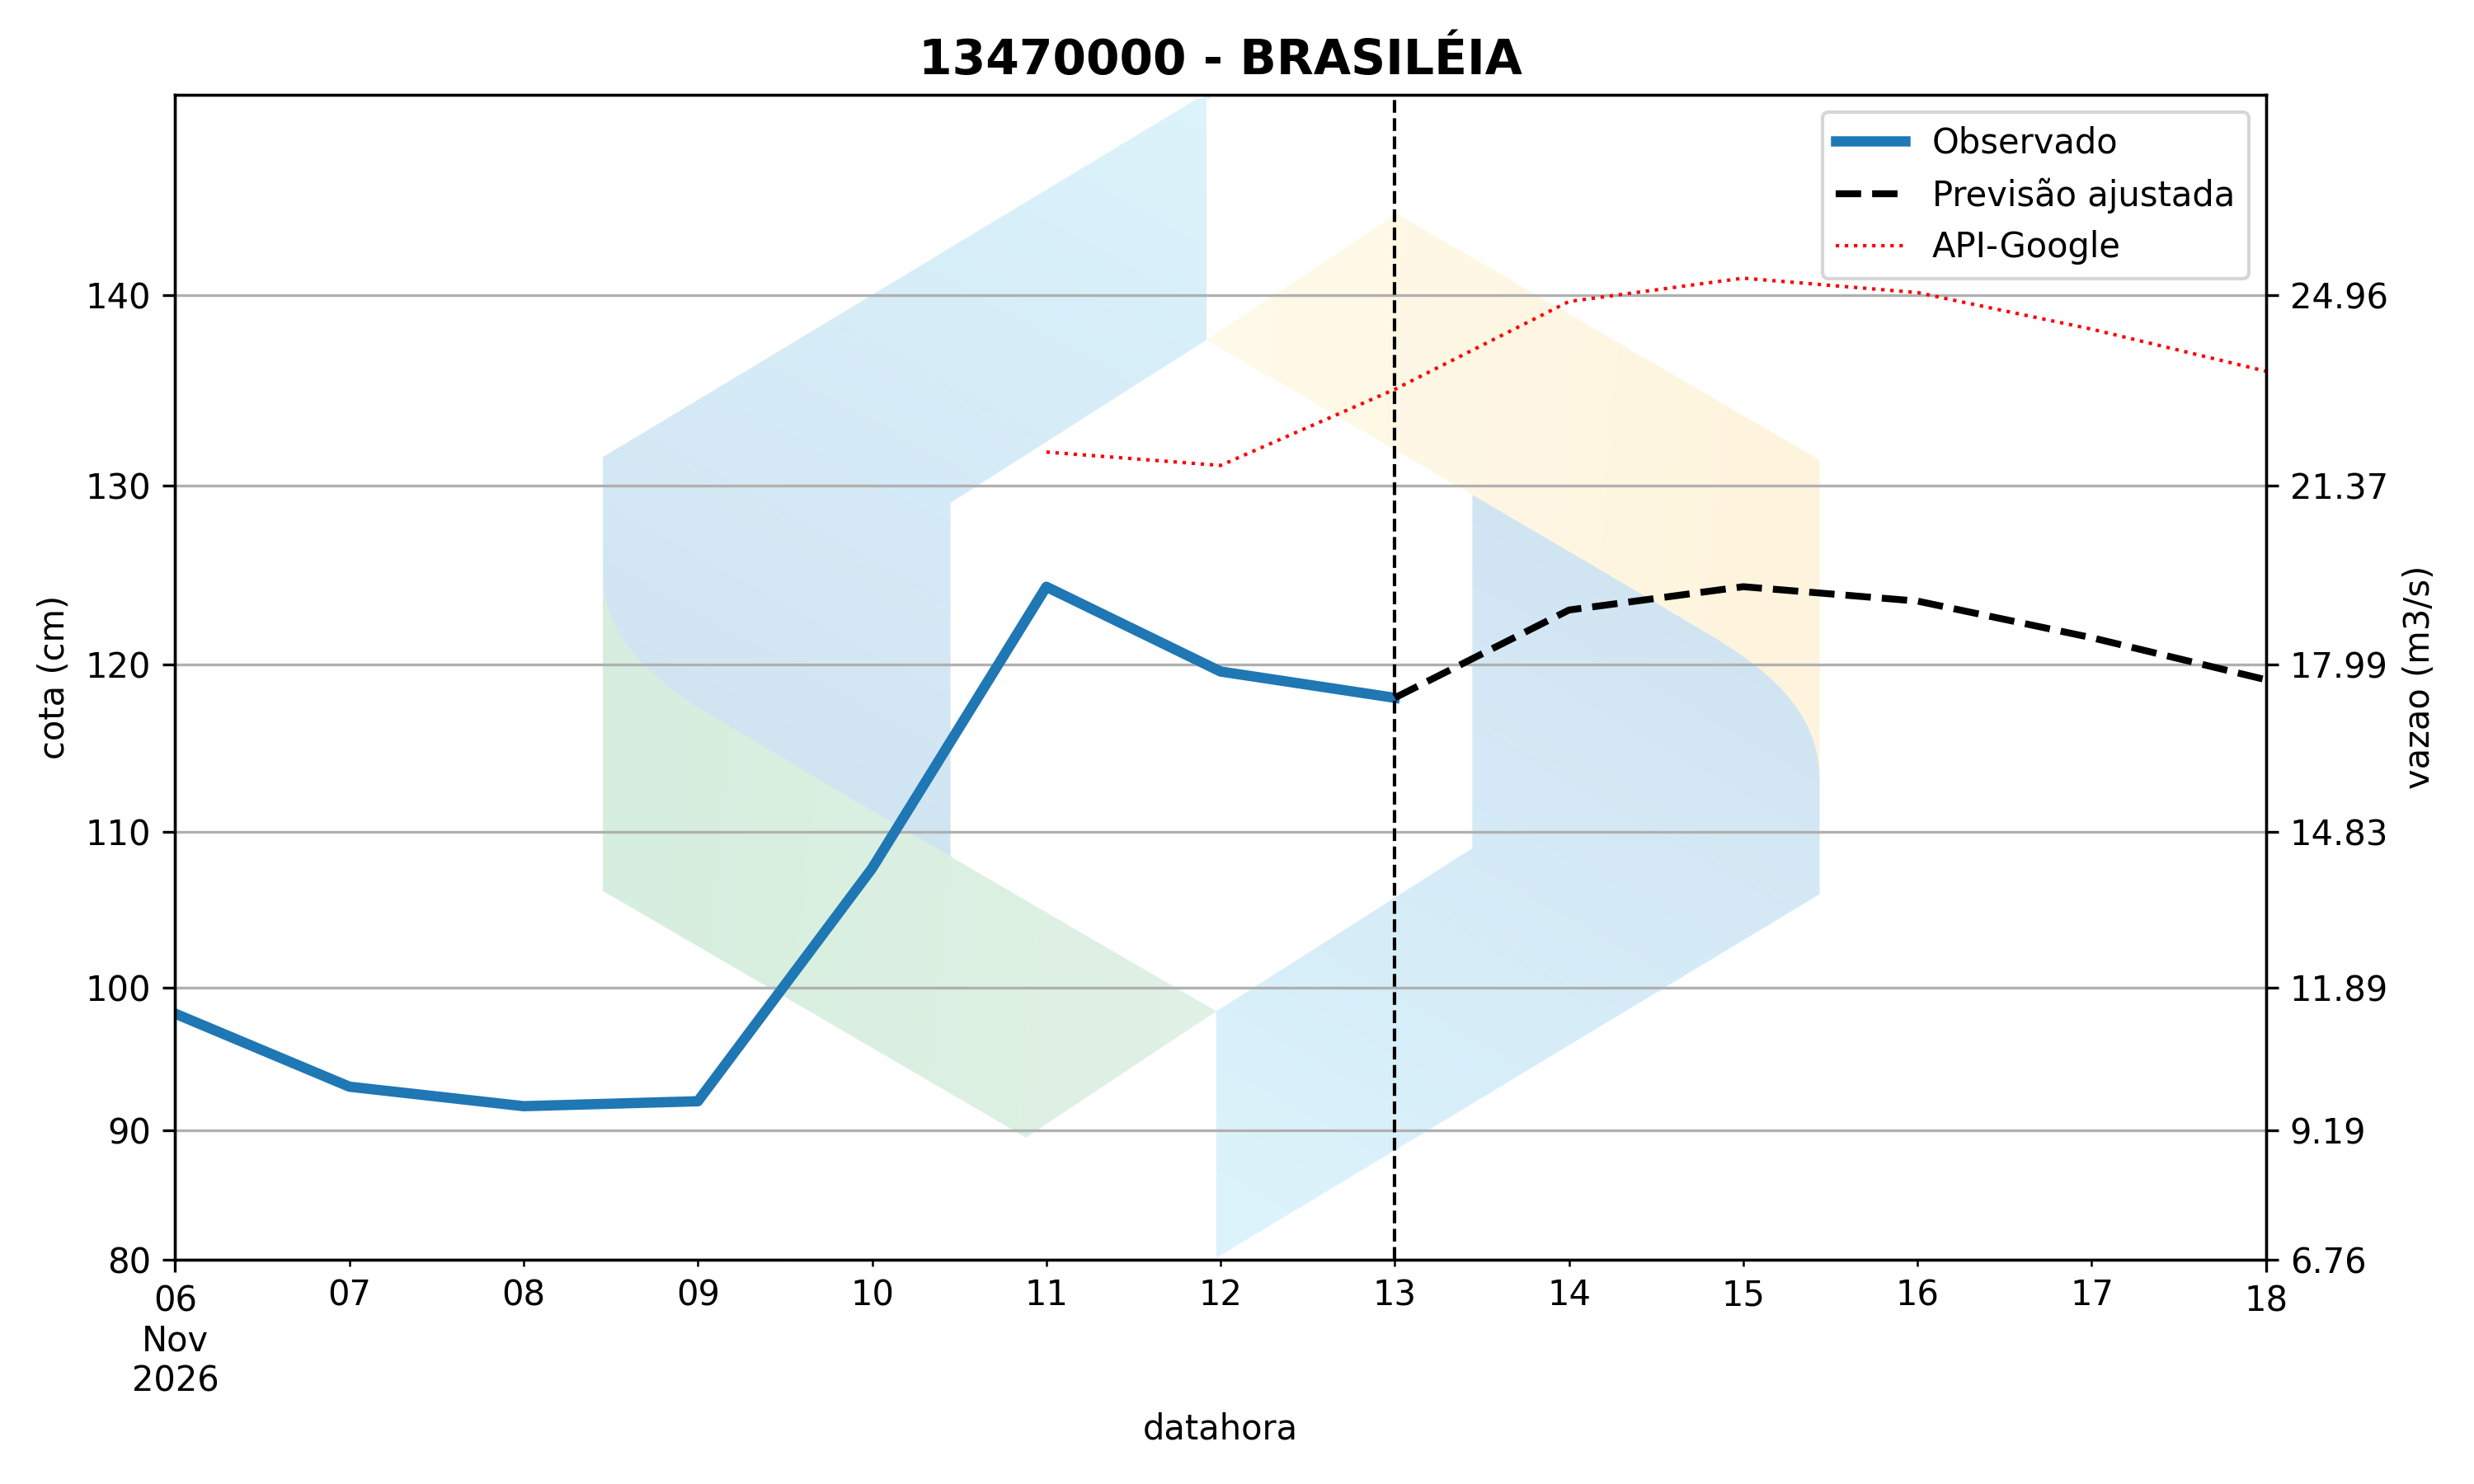 13470000 - BRASILÉIA
Observado
Previsão ajustada
API-Google
cota (cm)
140
130
120
110
100
90
80
vazao (m3/s)
24.96
21.37
17.99
14.83
11.89
9.19
6.76
06 07 08 09 10 11 12 13 14 15 16 17 18
Nov
2026
datahora